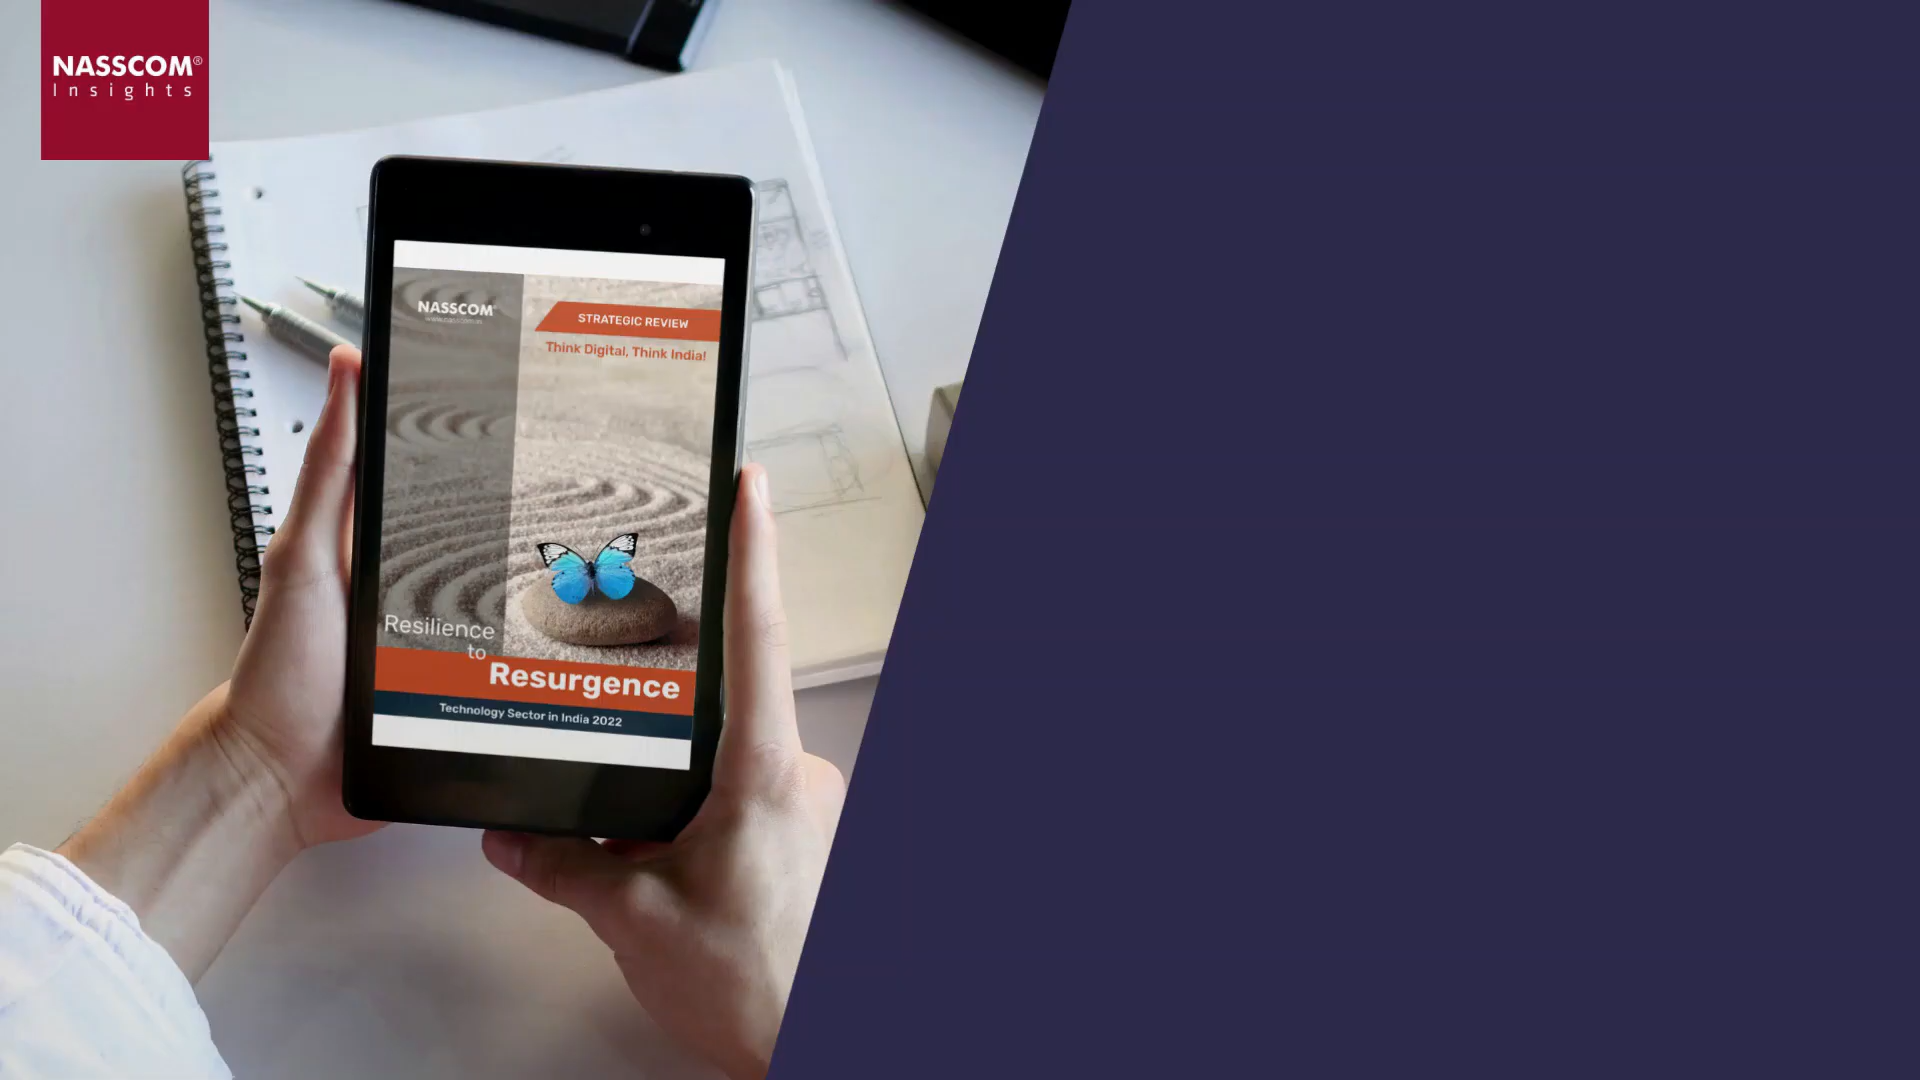 NASSCOM®
Insights
NASSCOM®
STRATEGIC REVIEW
Think Digital, Think India!
Resilience
to
Resurgence
Technology Sector in India 2022